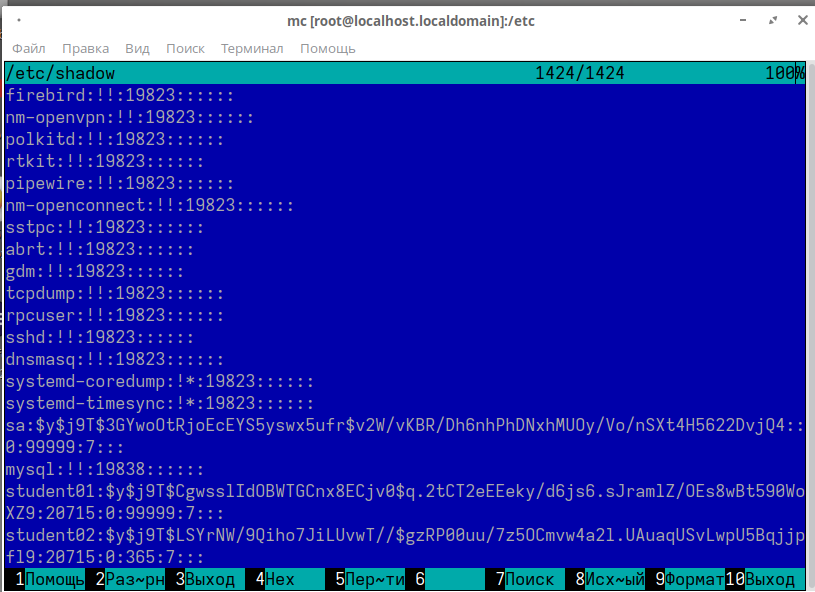 mc [root@localhost.localdomain]:/etc
Файл Правка Вид Поиск Терминал Помощь
/etc/shadow 1424/1424 100%
firebird:!!:19823::::::
nm-openvpn:!!:19823::::::
polkitd:!!:19823::::::
rtkit:!!:19823::::::
pipewire:!!:19823::::::
nm-openconnect:!!:19823::::::
sstpc:!!:19823::::::
abrt:!!:19823::::::
gdm:!!:19823::::::
tcpdump:!!:19823::::::
rpcuser:!!:19823::::::
sshd:!!:19823::::::
dnsmasq:!!:19823::::::
systemd-coredump:!*:19823::::::
systemd-timesync:!*:19823::::::
sa:$y$j9T$3GYwoOtRjoEcEYS5yswx5ufr$v2W/vKBR/Dh6nhPhDNxhMUOy/Vo/nSXt4H5622DvjQ4::
0:99999:7:::
mysql:!!:19838::::::
student01:$y$j9T$CgwsslIdOBWTGCnx8ECjv0$q.2tCT2eEEeky/d6js6.sJramlZ/OEs8wBt590Wo
XZ9:20715:0:99999:7:::
student02:$y$j9T$LSYrNW/9Qiho7JiLUvwT//$gzRP00uu/7z5OCmvw4a2l.UAuaqUSvLwpU5Bqjjp
fl9:20715:0:365:7:::
1Помощь 2Раз~рн 3Выход 4Hex 5Пер~ти 6 7Поиск 8Исх~ый 9Формат 10Выход